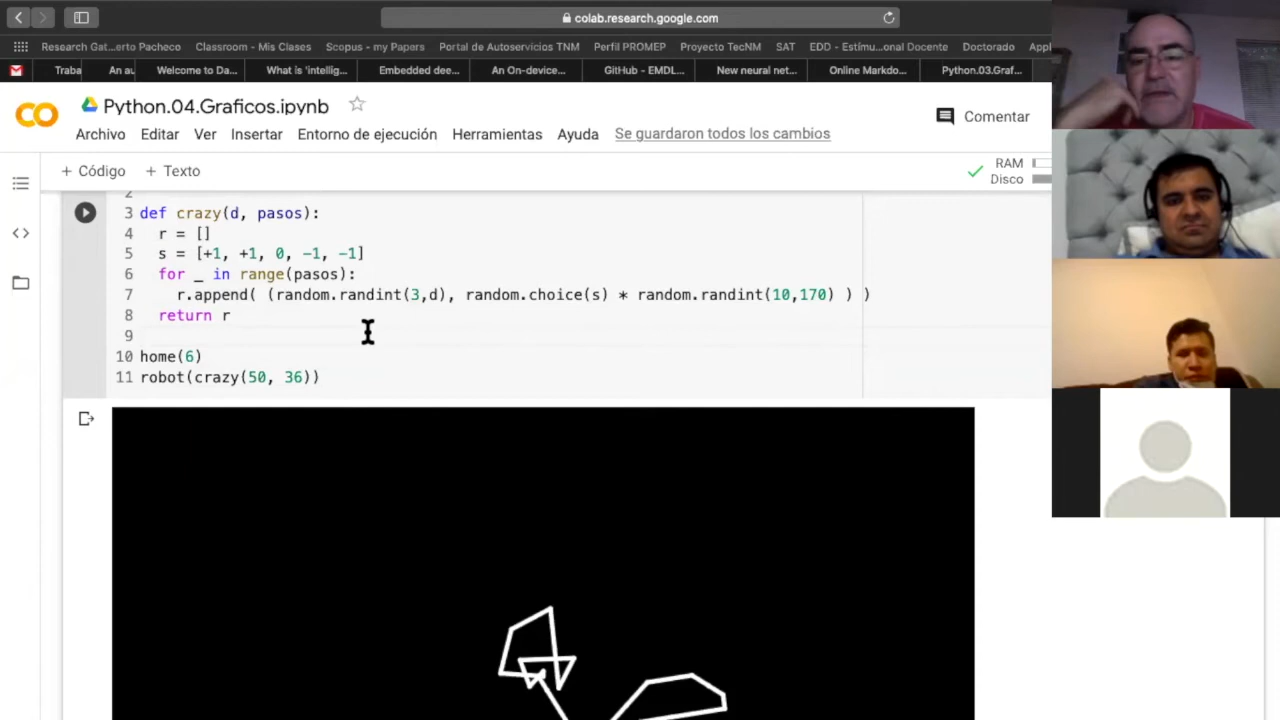 colab.research.google.com
Research Gat...erto Pacheco Classroom - Mis Clases Scopus - my Papers Portal de Autoservicios TNM Perfil PROMEP Proyecto TecNM SAT EDD - Estímu...onal Docente Doctorado Appl
Traba An au Welcome to Da... What is 'intellig... Embedded dee... An On-device... GitHub - EMDL... New neural net... Online Markdo... Python.03.Graf...
CO Python.04.Graficos.ipynb
Comentar
Archivo Editar Ver Insertar Entorno de ejecución Herramientas Ayuda Se guardaron todos los cambios
+ Código + Texto
RAM
Disco
2
3 def crazy(d, pasos):
4 r = []
5 s = [+1, +1, 0, -1, -1]
6 for _ in range(pasos):
7 r.append( (random.randint(3,d), random.choice(s) * random.randint(10,170) ) )
8 return r
9
10 home(6)
11 robot(crazy(50, 36))